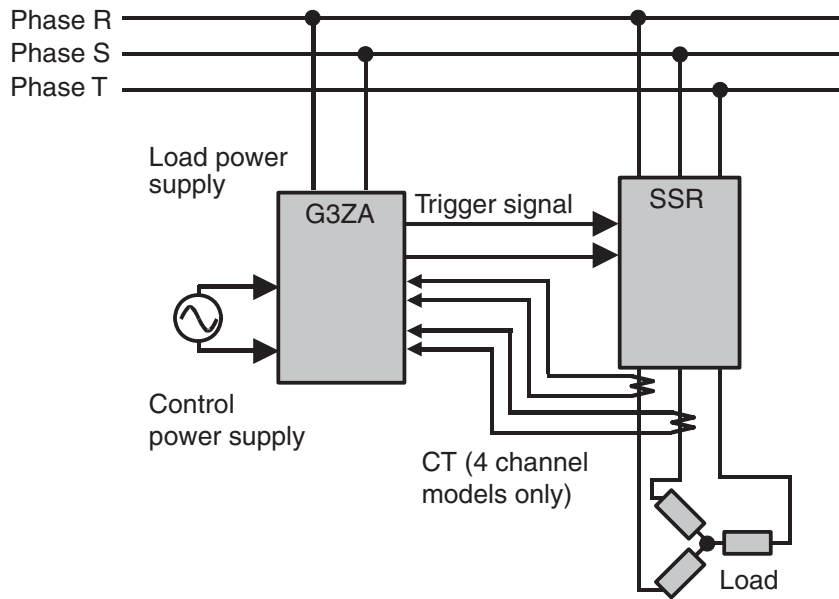 Phase R
Phase S
Phase T
Load power
supply
G3ZA
Trigger signal
SSR
Control
power supply
CT (4 channel
models only)
Load